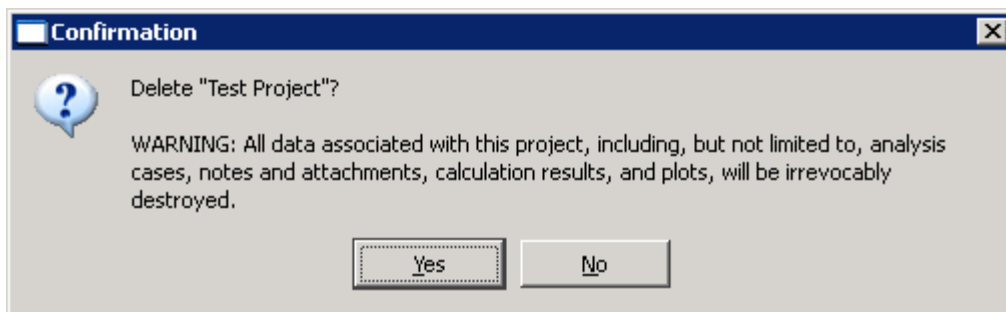 Confirmation
Delete "Test Project"?
WARNING: All data associated with this project, including, but not limited to, analysis
cases, notes and attachments, calculation results, and plots, will be irrevocably
destroyed.
Yes
No